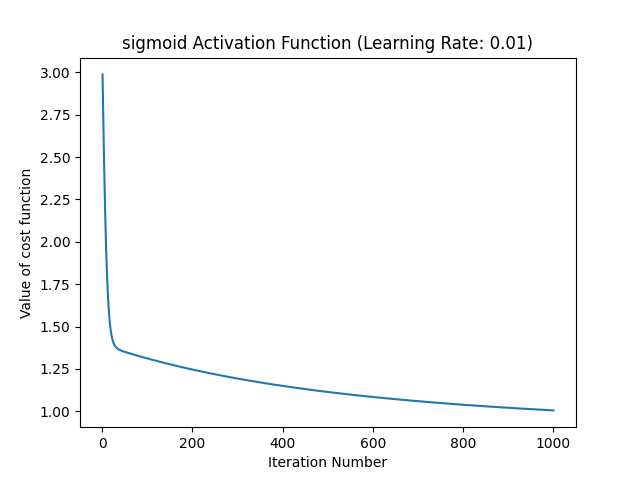 sigmoid Activation Function (Learning Rate: 0.01)
3.00
2.75
2.50
2.25
2.00
1.75
1.50
1.25
1.00
Value of cost function
0 200 400 600 800 1000
Iteration Number